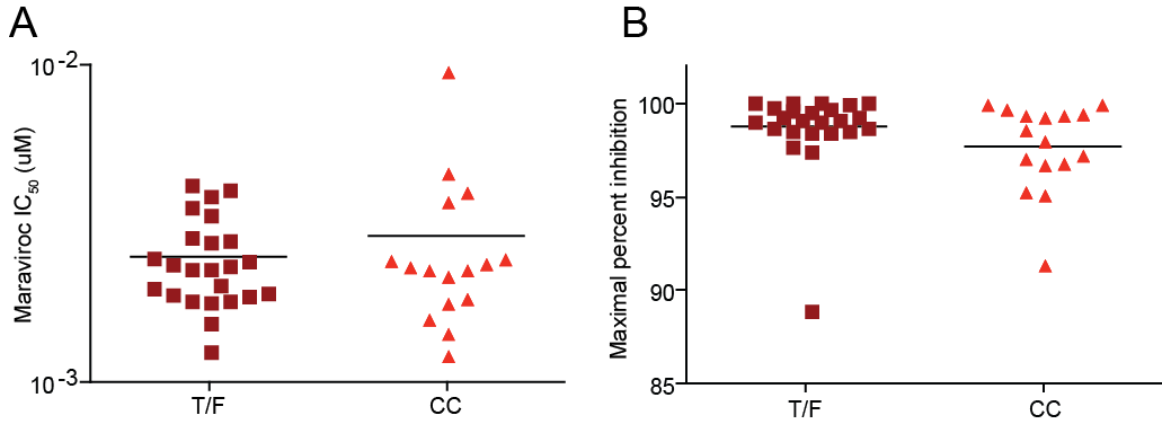 A
Maraviroc IC50 (uM)
10-2
10-3
T/F
CC
B
Maximal percent inhibition
100
95
90
85
T/F
CC